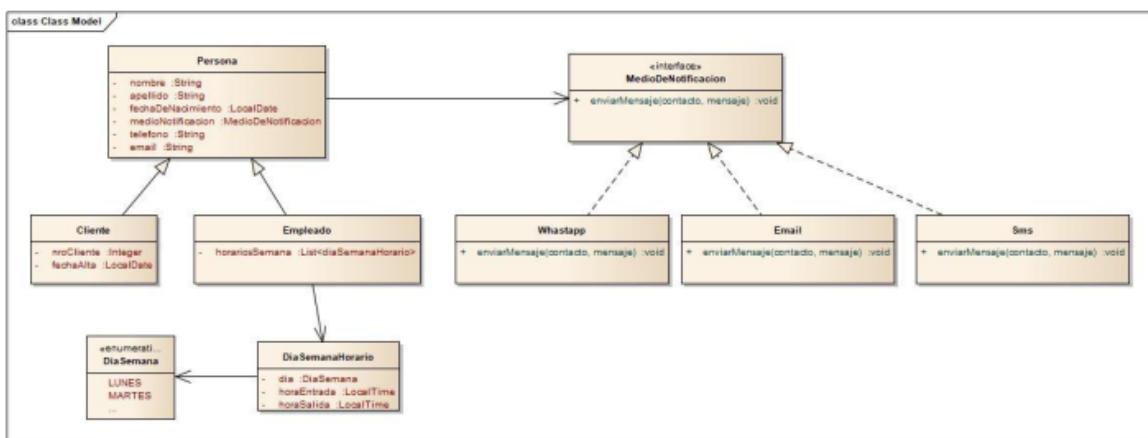 class Class Model
Persona
- nombre :String
- apellido :String
- fechaDeNacimiento :LocalDate
- medioNotificacion :MedioDeNotificacion
- telefono :String
- email :String
«interface»
MedioDeNotificacion
+ enviarMensaje(contacto, mensaje) :void
Cliente
- nroCliente :Integer
- fechaAlta :LocalDate
Empleado
- horariosSemana :List<diaSemanaHorario>
Whastapp
+ enviarMensaje(contacto, mensaje) :void
Email
+ enviarMensaje(contacto, mensaje) :void
Sms
+ enviarMensaje(contacto, mensaje) :void
«enumerati...
DiaSemana
LUNES
MARTES
...
DiaSemanaHorario
- dia :DiaSemana
- horaEntrada :LocalTime
- horaSalida :LocalTime